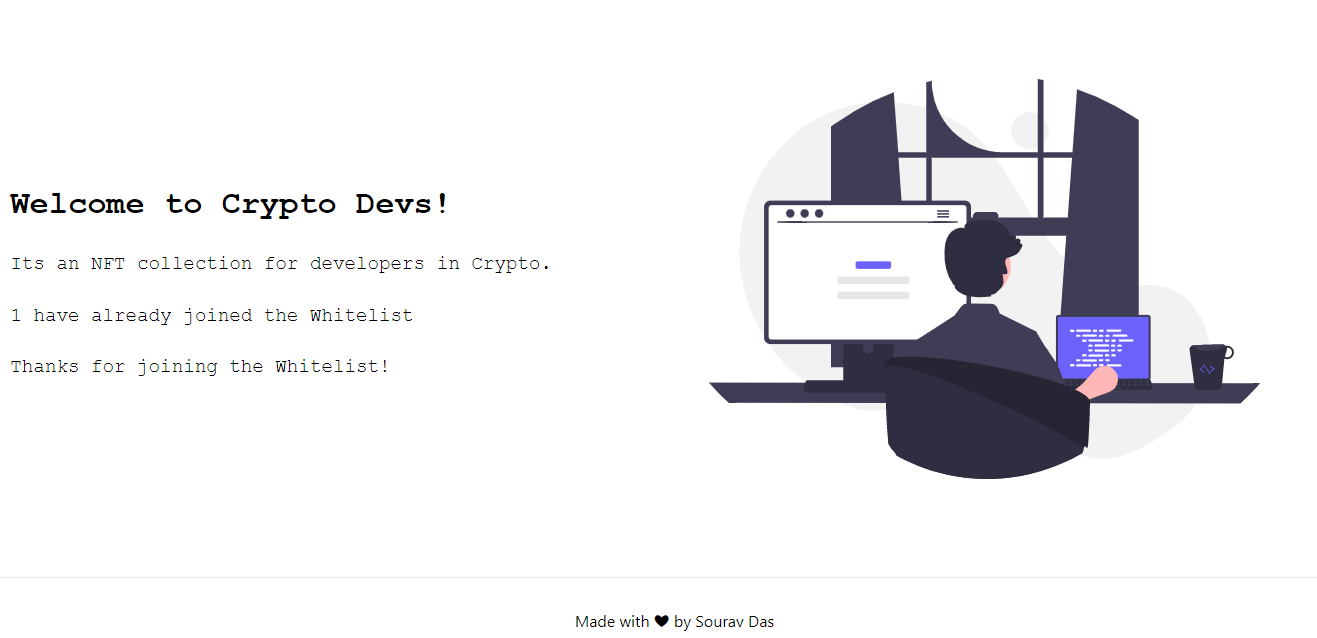 Welcome to Crypto Devs!
Its an NFT collection for developers in Crypto.
1 have already joined the Whitelist
Thanks for joining the Whitelist!
</>
Made with ♥ by Sourav Das